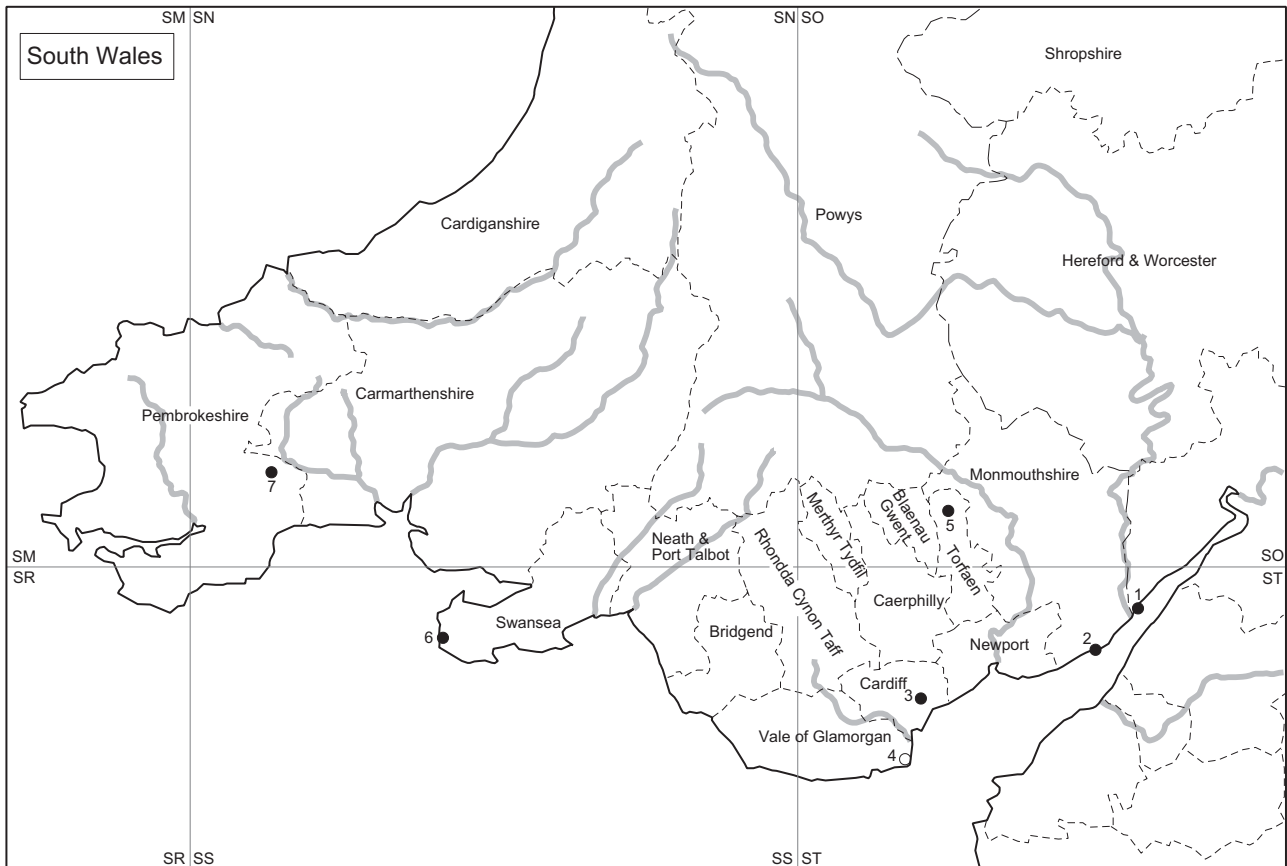 SM SN
SN SO
South Wales
Shropshire
Cardiganshire
Powys
Hereford & Worcester
Carmarthenshire
Pembrokeshire
7
Monmouthshire
Merthyr Tydfil
Blaenau
Gwent
5
Neath &
Port Talbot
Rhondda Cynon Taff
Torfaen
SM
SR
SO
ST
Caerphilly
1
Swansea
6
Bridgend
Newport
2
Cardiff
3
Vale of Glamorgan
4
SR SS
SS ST